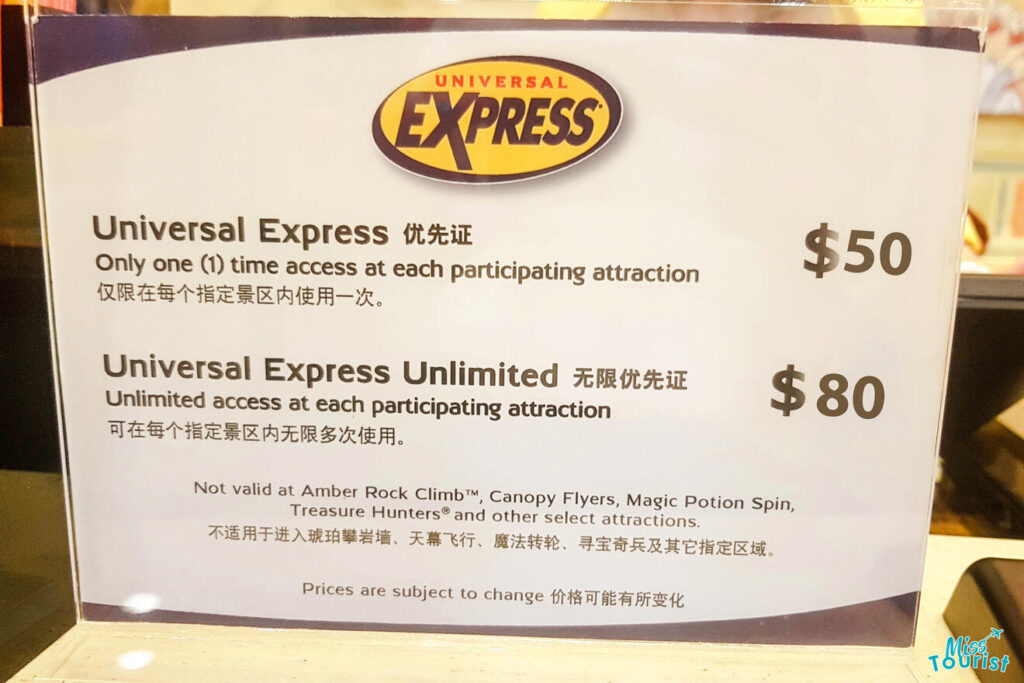 UNIVERSAL
EXPRESS
Universal Express 优先证
$50
Only one (1) time access at each participating attraction
仅限在每个指定景区内使用一次。
Universal Express Unlimited 无限优先证
$80
Unlimited access at each participating attraction
可在每个指定景区内无限多次使用。
Not valid at Amber Rock Climb™, Canopy Flyers, Magic Potion Spin,
Treasure Hunters® and other select attractions.
不适用于进入琥珀攀岩墙、天幕飞行、魔法转轮、寻宝奇兵及其它指定区域。
Prices are subject to change 价格可能有所变化
Miss
Tourist